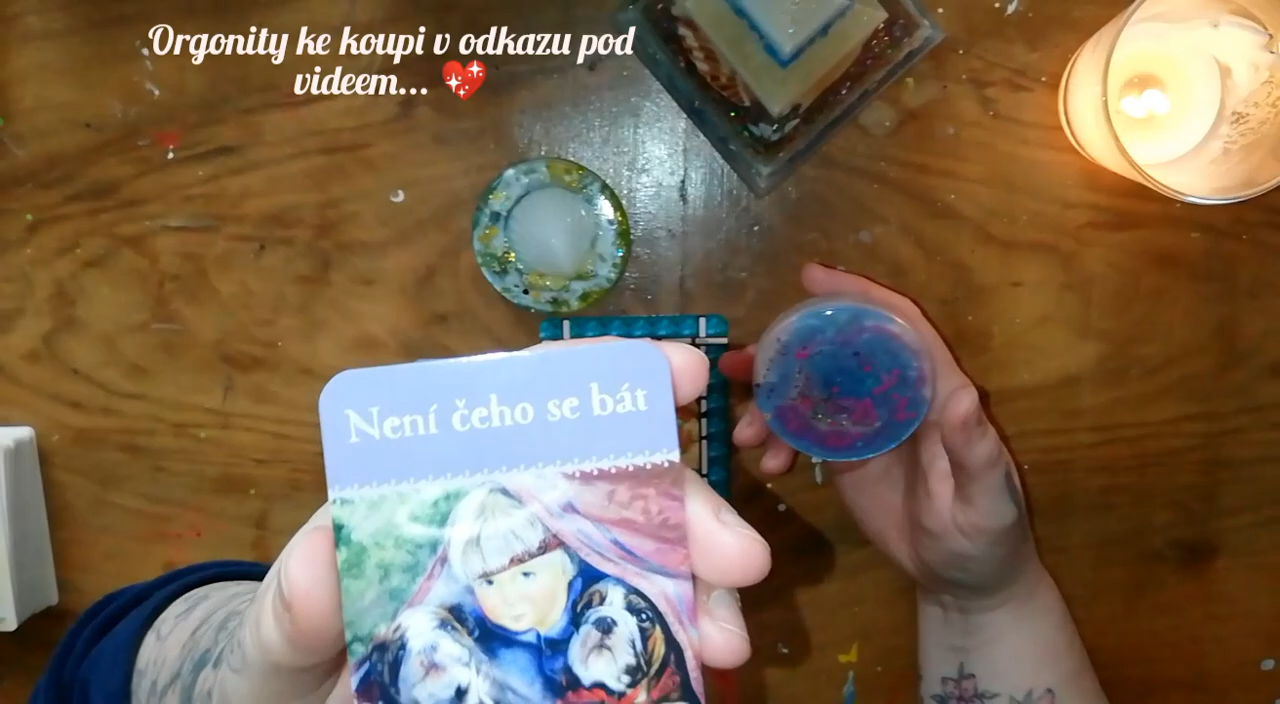 Orgonity ke koupi v odkazu pod
videem... 💖
Není čeho se bát